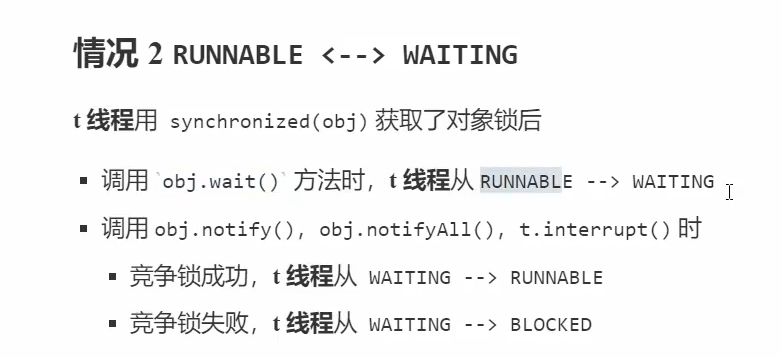 情况 2 RUNNABLE <--> WAITING
t 线程用 synchronized(obj) 获取了对象锁后
▪ 调用 `obj.wait()` 方法时，t 线程从 RUNNABLE --> WAITING
▪ 调用 obj.notify()，obj.notifyAll()，t.interrupt() 时
▪ 竞争锁成功，t 线程从 WAITING --> RUNNABLE
▪ 竞争锁失败，t 线程从 WAITING --> BLOCKED